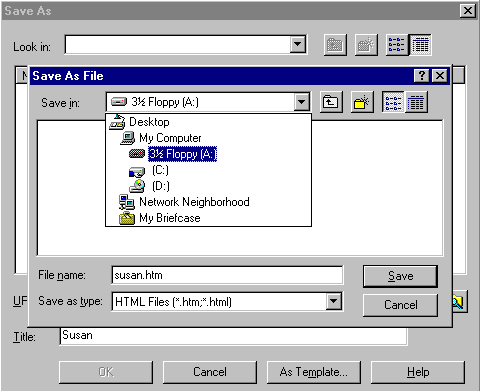 Save As
Look in:
N
Save As File
Save in: 3½ Floppy (A:)
Desktop
My Computer
3½ Floppy (A:)
(C:)
(D:)
Network Neighborhood
My Briefcase
File name: susan.htm Save
Save as type: HTML Files (*.htm;*.html) Cancel
Title: Susan
OK Cancel As Template... Help